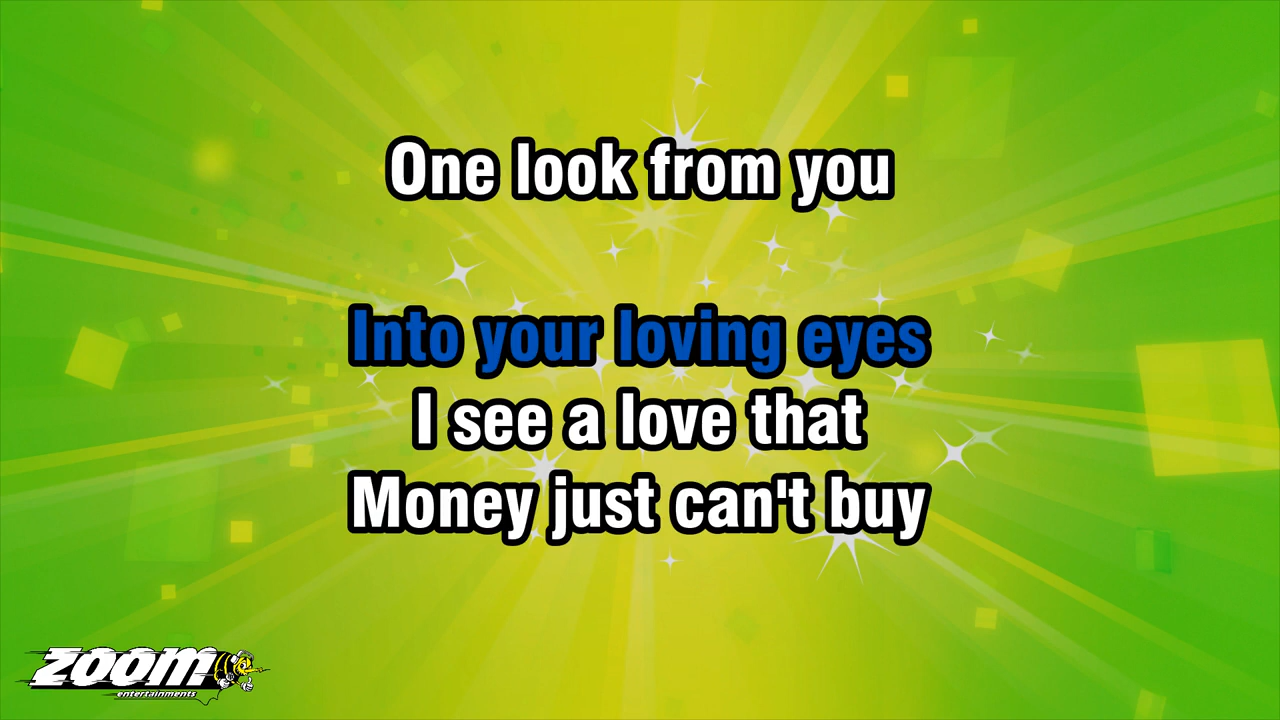 One look from you
Into your loving eyes
I see a love that
Money just can't buy
ZOOM
entertainments